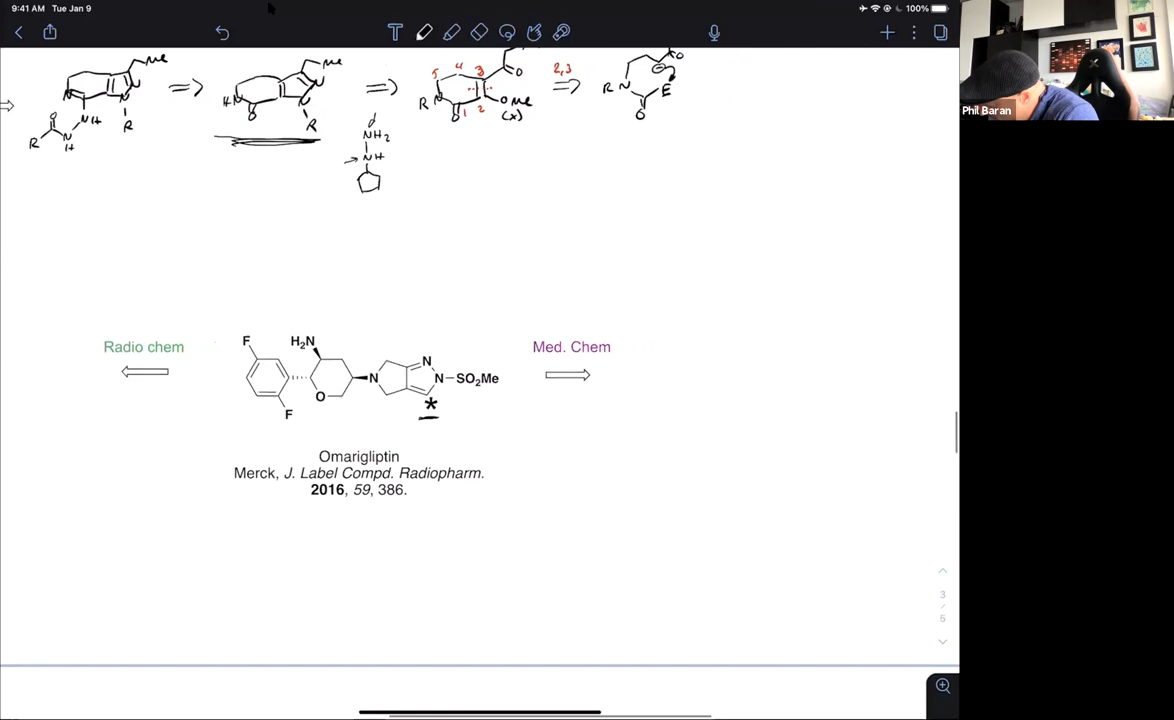 9:41 AM Tue Jan 9
100%
Phil Baran
Me
N
N
N
NH
O
R
N
H
R
Me
HN
O
N
N
R
NH2
NH
5
4
3
O
R
N
O
1
2
OMe
(x)
2,3
O
R
N
E
O
Radio chem
Med. Chem
F
H₂N
N
N
N
SO₂Me
O
F
*
Omarigliptin
Merck, J. Label Compd. Radiopharm.
2016, 59, 386.
3
/
5